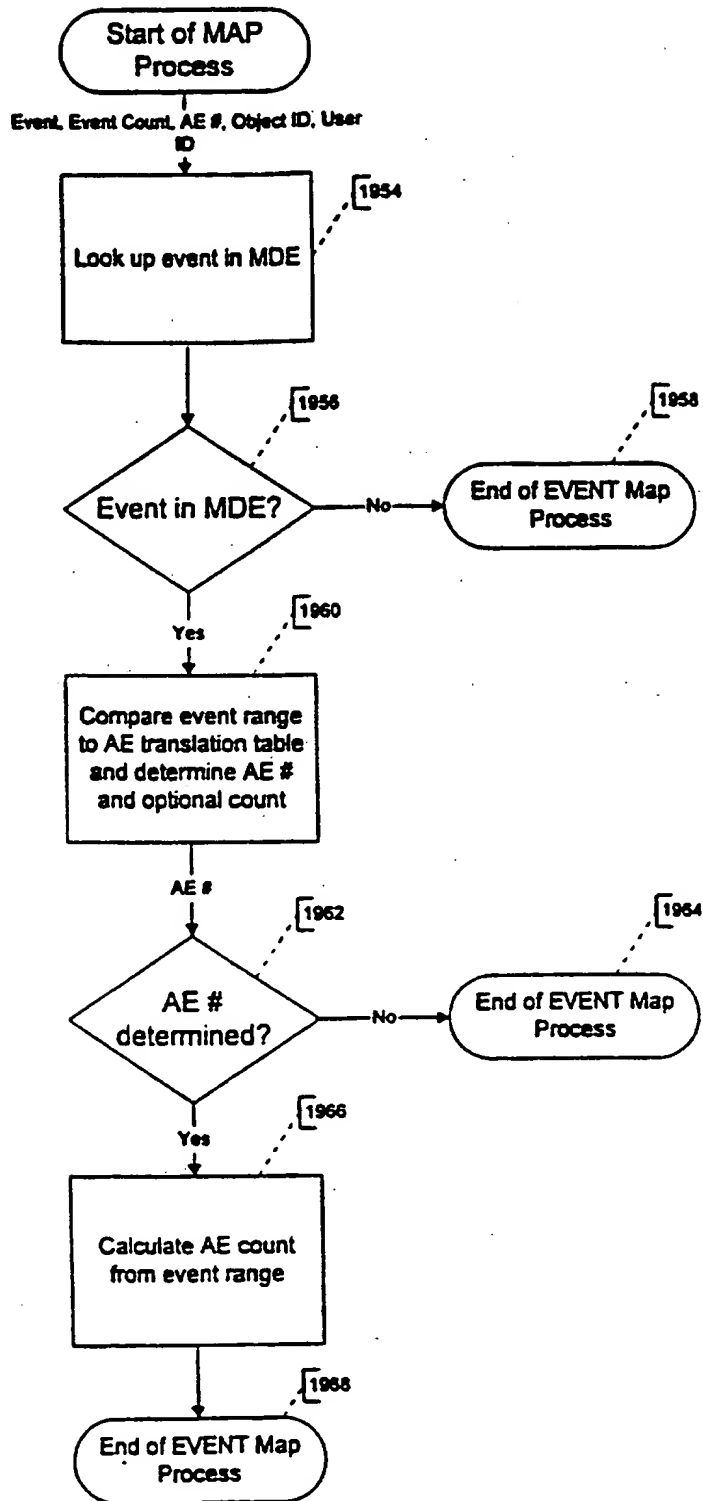 Start of MAP
Process
Event, Event Count, AE #, Object ID, User
ID
1954
Look up event in MDE
1956
1958
Event in MDE?
No
End of EVENT Map
Process
Yes
1960
Compare event range
to AE translation table
and determine AE #
and optional count
AE #
1962
1964
AE #
determined?
No
End of EVENT Map
Process
Yes
1966
Calculate AE count
from event range
1968
End of EVENT Map
Process